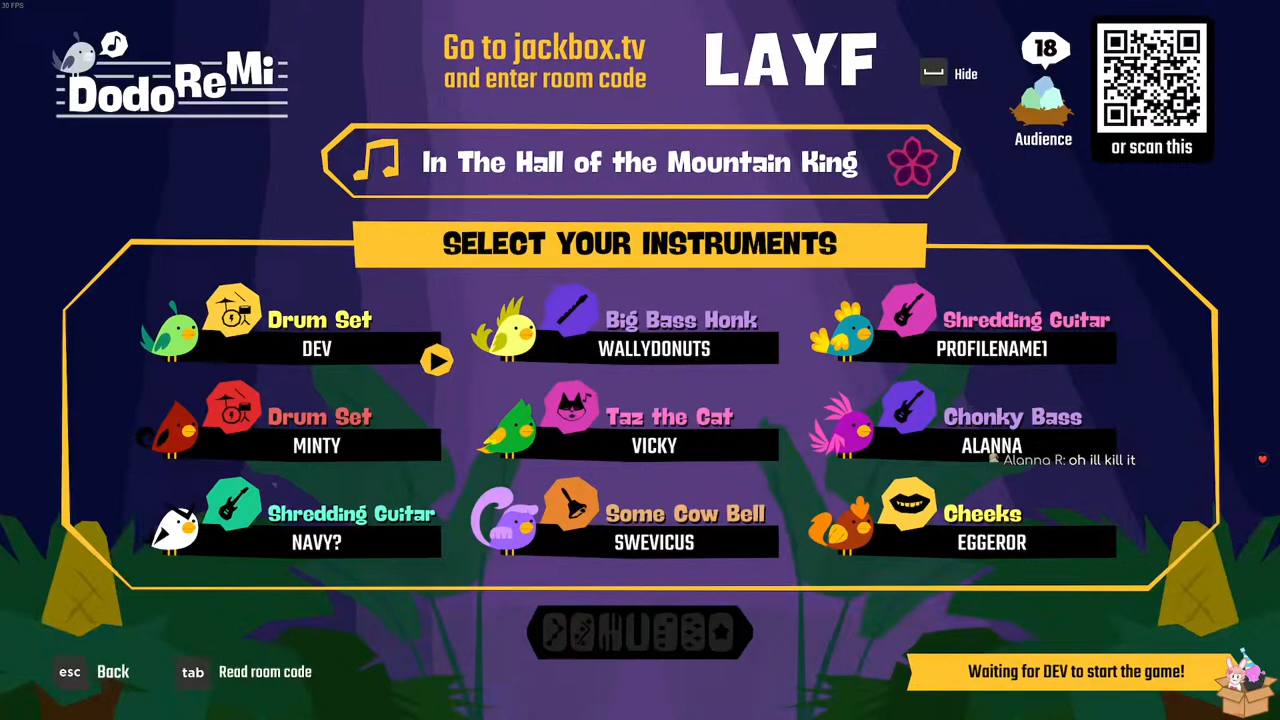 30 FPS
DodoReMi
Go to jackbox.tv
and enter room code
LAYF
Hide
18
Audience
or scan this
In The Hall of the Mountain King
SELECT YOUR INSTRUMENTS
Drum Set
DEV
Big Bass Honk
WALLYDONUTS
Shredding Guitar
PROFILENAME1
Drum Set
MINTY
Taz the Cat
VICKY
Chonky Bass
ALANNA
Alanna R: oh ill kill it
Shredding Guitar
NAVY?
Some Cow Bell
SWEVICUS
Cheeks
EGGEROR
esc Back
tab Read room code
Waiting for DEV to start the game!